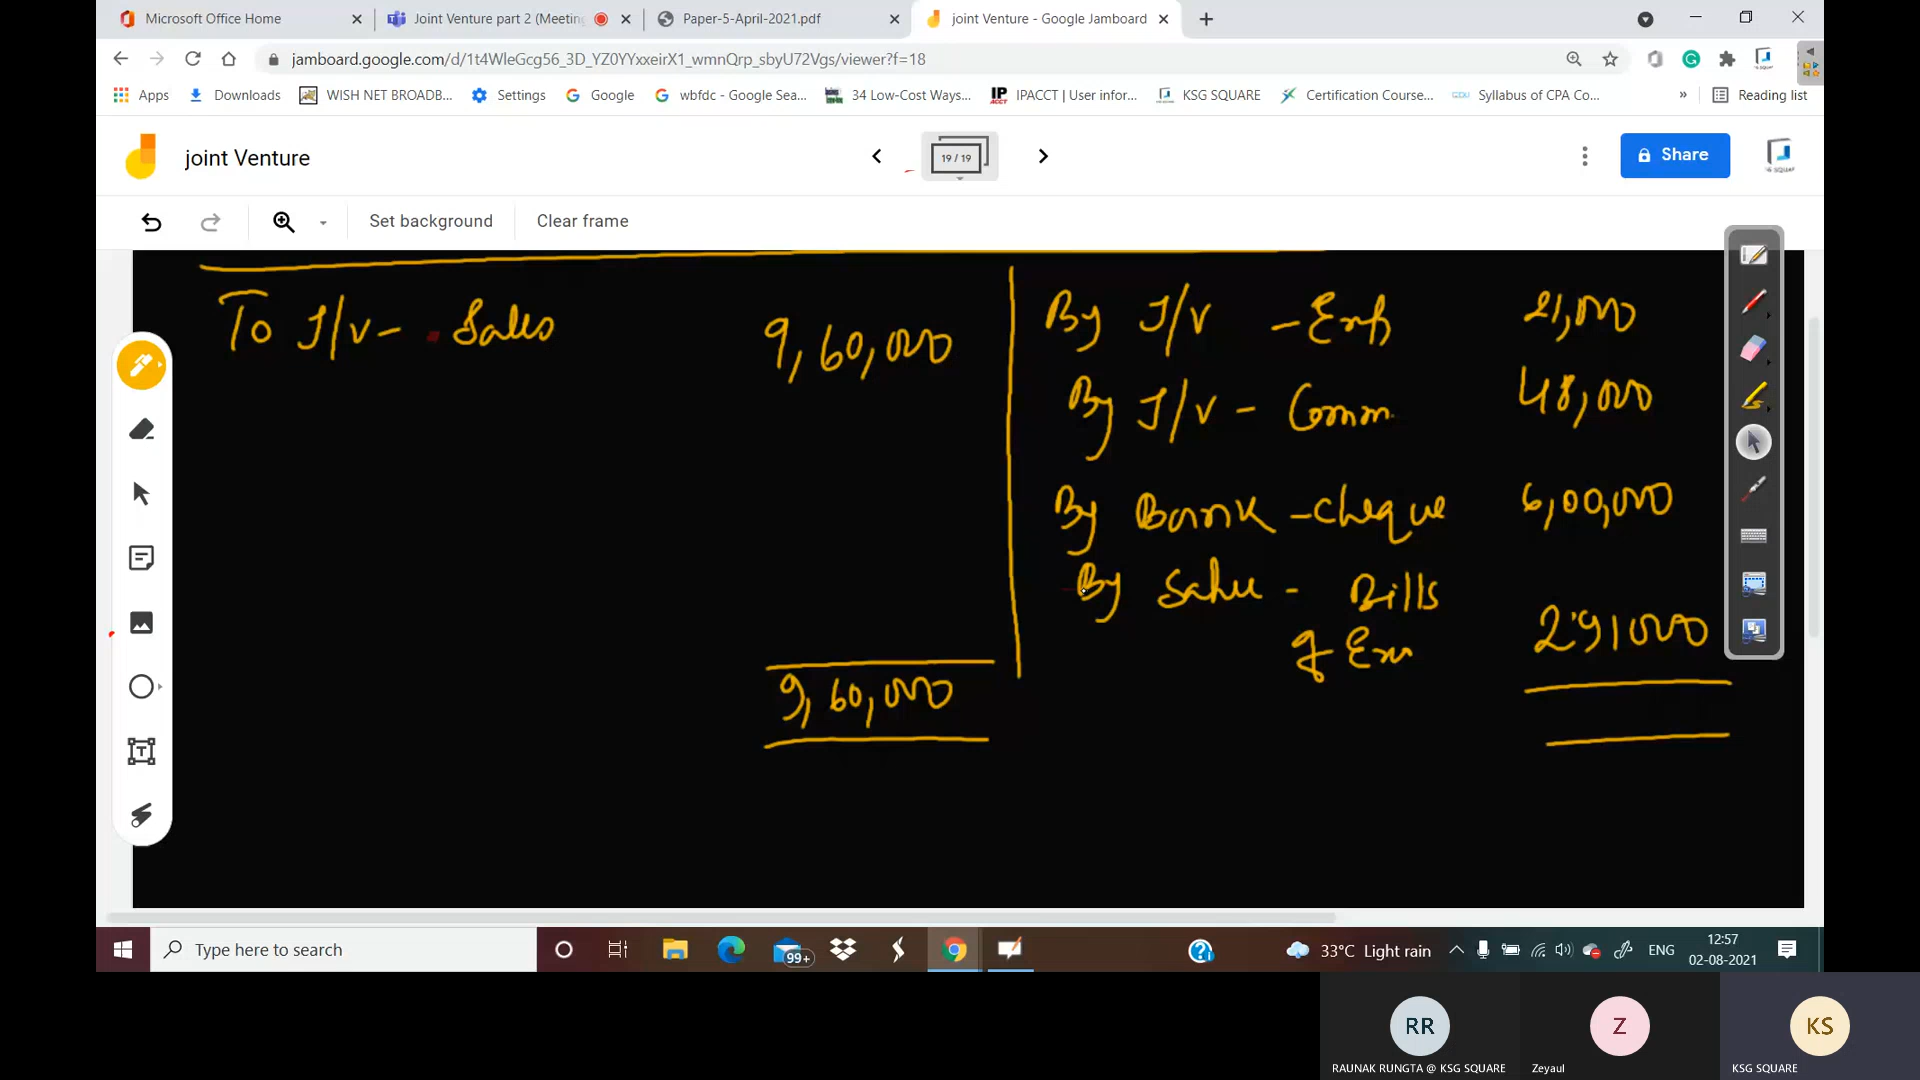 Microsoft Office Home
Joint Venture part 2 (Meetin
Paper-5-April-2021.pdf
joint Venture - Google Jamboard
jamboard.google.com/d/1t4WleGcg56_3D_YZ0YYxxeirX1_wmnQrp_sbyU72Vgs/viewer?f=18
Apps
Downloads
WISH NET BROADB...
Settings
Google
wbfdc - Google Sea...
34 Low-Cost Ways...
IPACCT | User infor...
KSG SQUARE
Certification Course...
Syllabus of CPA Co...
»
Reading list
joint Venture
19 / 19
Share
Set background
Clear frame
To J/V - Sales 9,60,000
9,60,000
By J/V - 21,000
By J/V - Comm. 48,000
By Bank - Cheque 6,00,000
By Sahu - Bills
291000
Type here to search
99+
33°C Light rain
ENG
12:57
02-08-2021
RR
Z
KS
RAUNAK RUNGTA @ KSG SQUARE
Zeyaul
KSG SQUARE